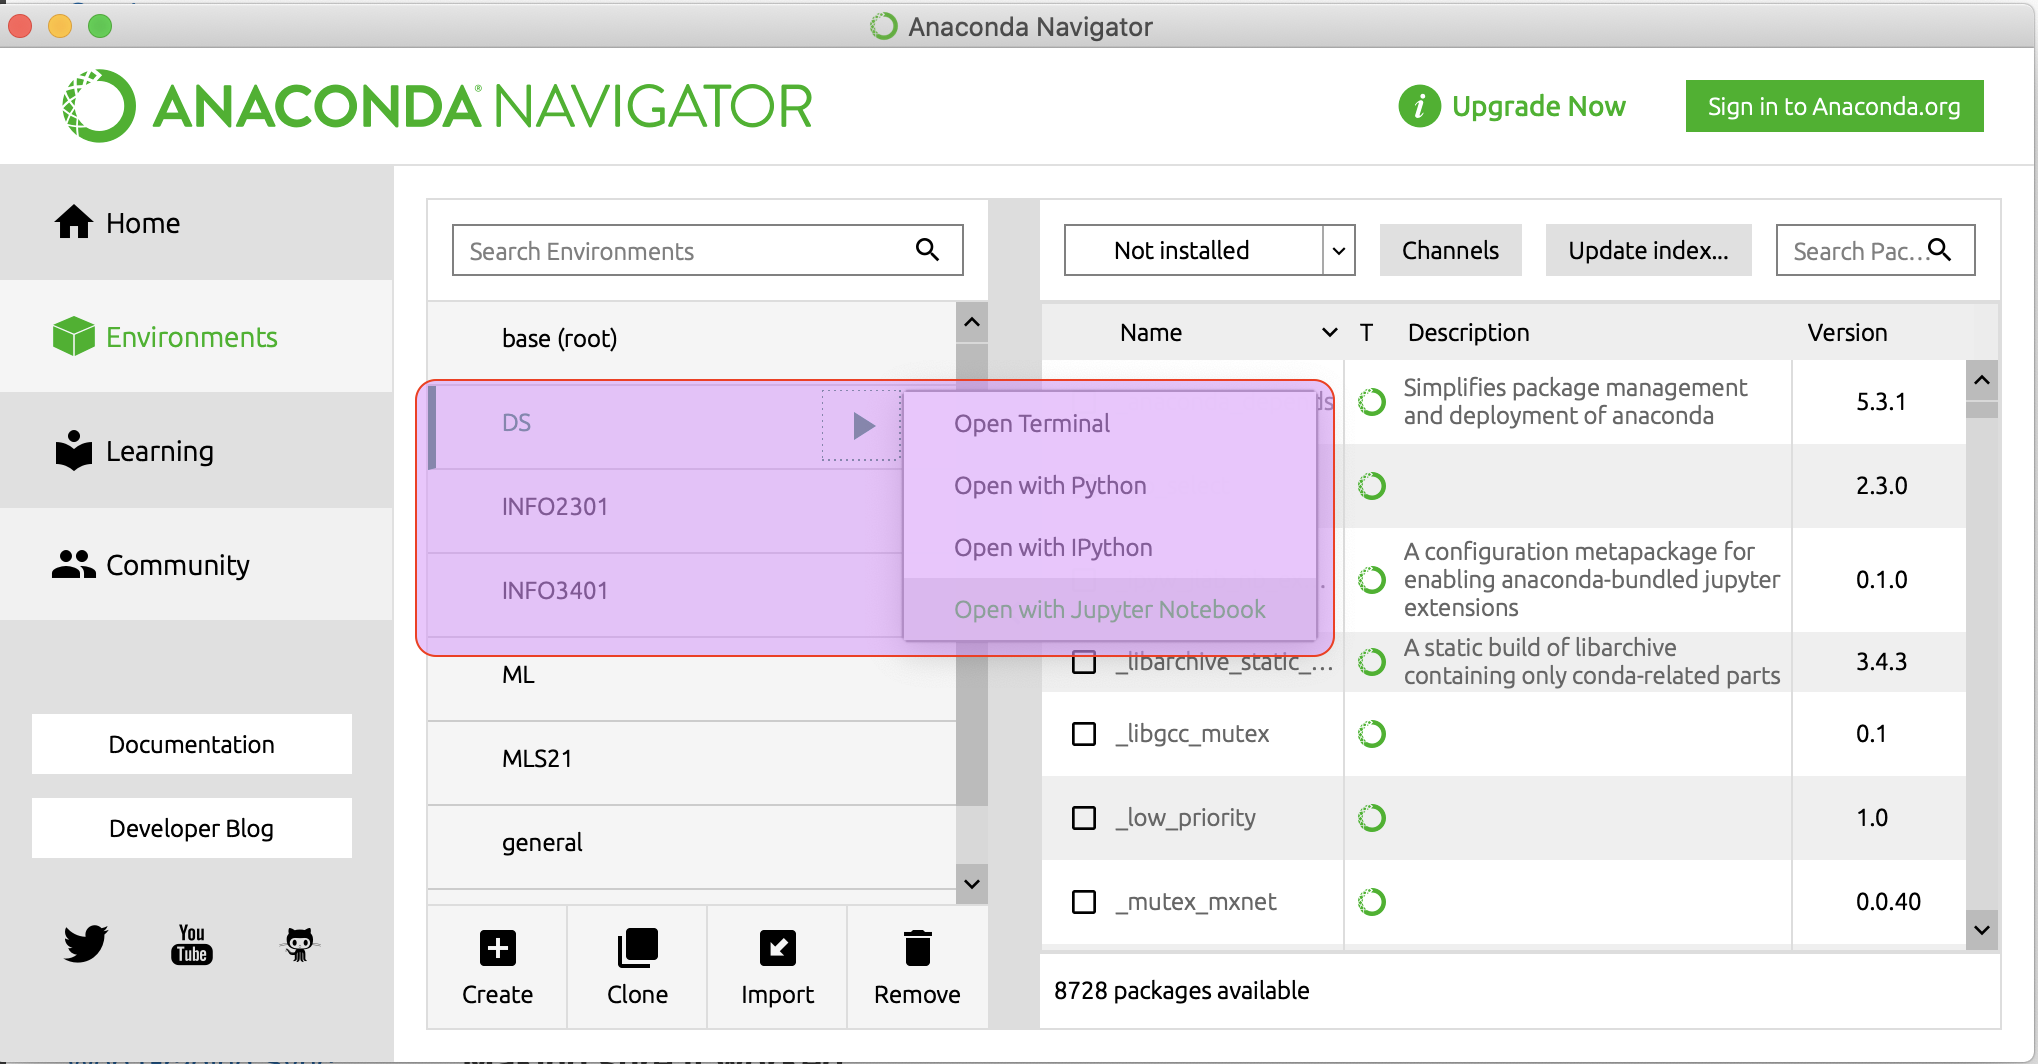 Anaconda Navigator
ANACONDA® NAVIGATOR
Upgrade Now
Sign in to Anaconda.org
Home
Environments
Learning
Community
Documentation
Developer Blog
You
Tube
Search Environments
base (root)
DS
INFO2301
INFO3401
ML
MLS21
general
Create
Clone
Import
Remove
Open Terminal
Open with Python
Open with IPython
Open with Jupyter Notebook
Not installed
Channels
Update index...
Search Pac...
Name
T
Description
Version
Simplifies package management
and deployment of anaconda
5.3.1
2.3.0
A configuration metapackage for
enabling anaconda-bundled jupyter
extensions
0.1.0
_libarchive_static_...
A static build of libarchive
containing only conda-related parts
3.4.3
_libgcc_mutex
0.1
_low_priority
1.0
_mutex_mxnet
0.0.40
8728 packages available